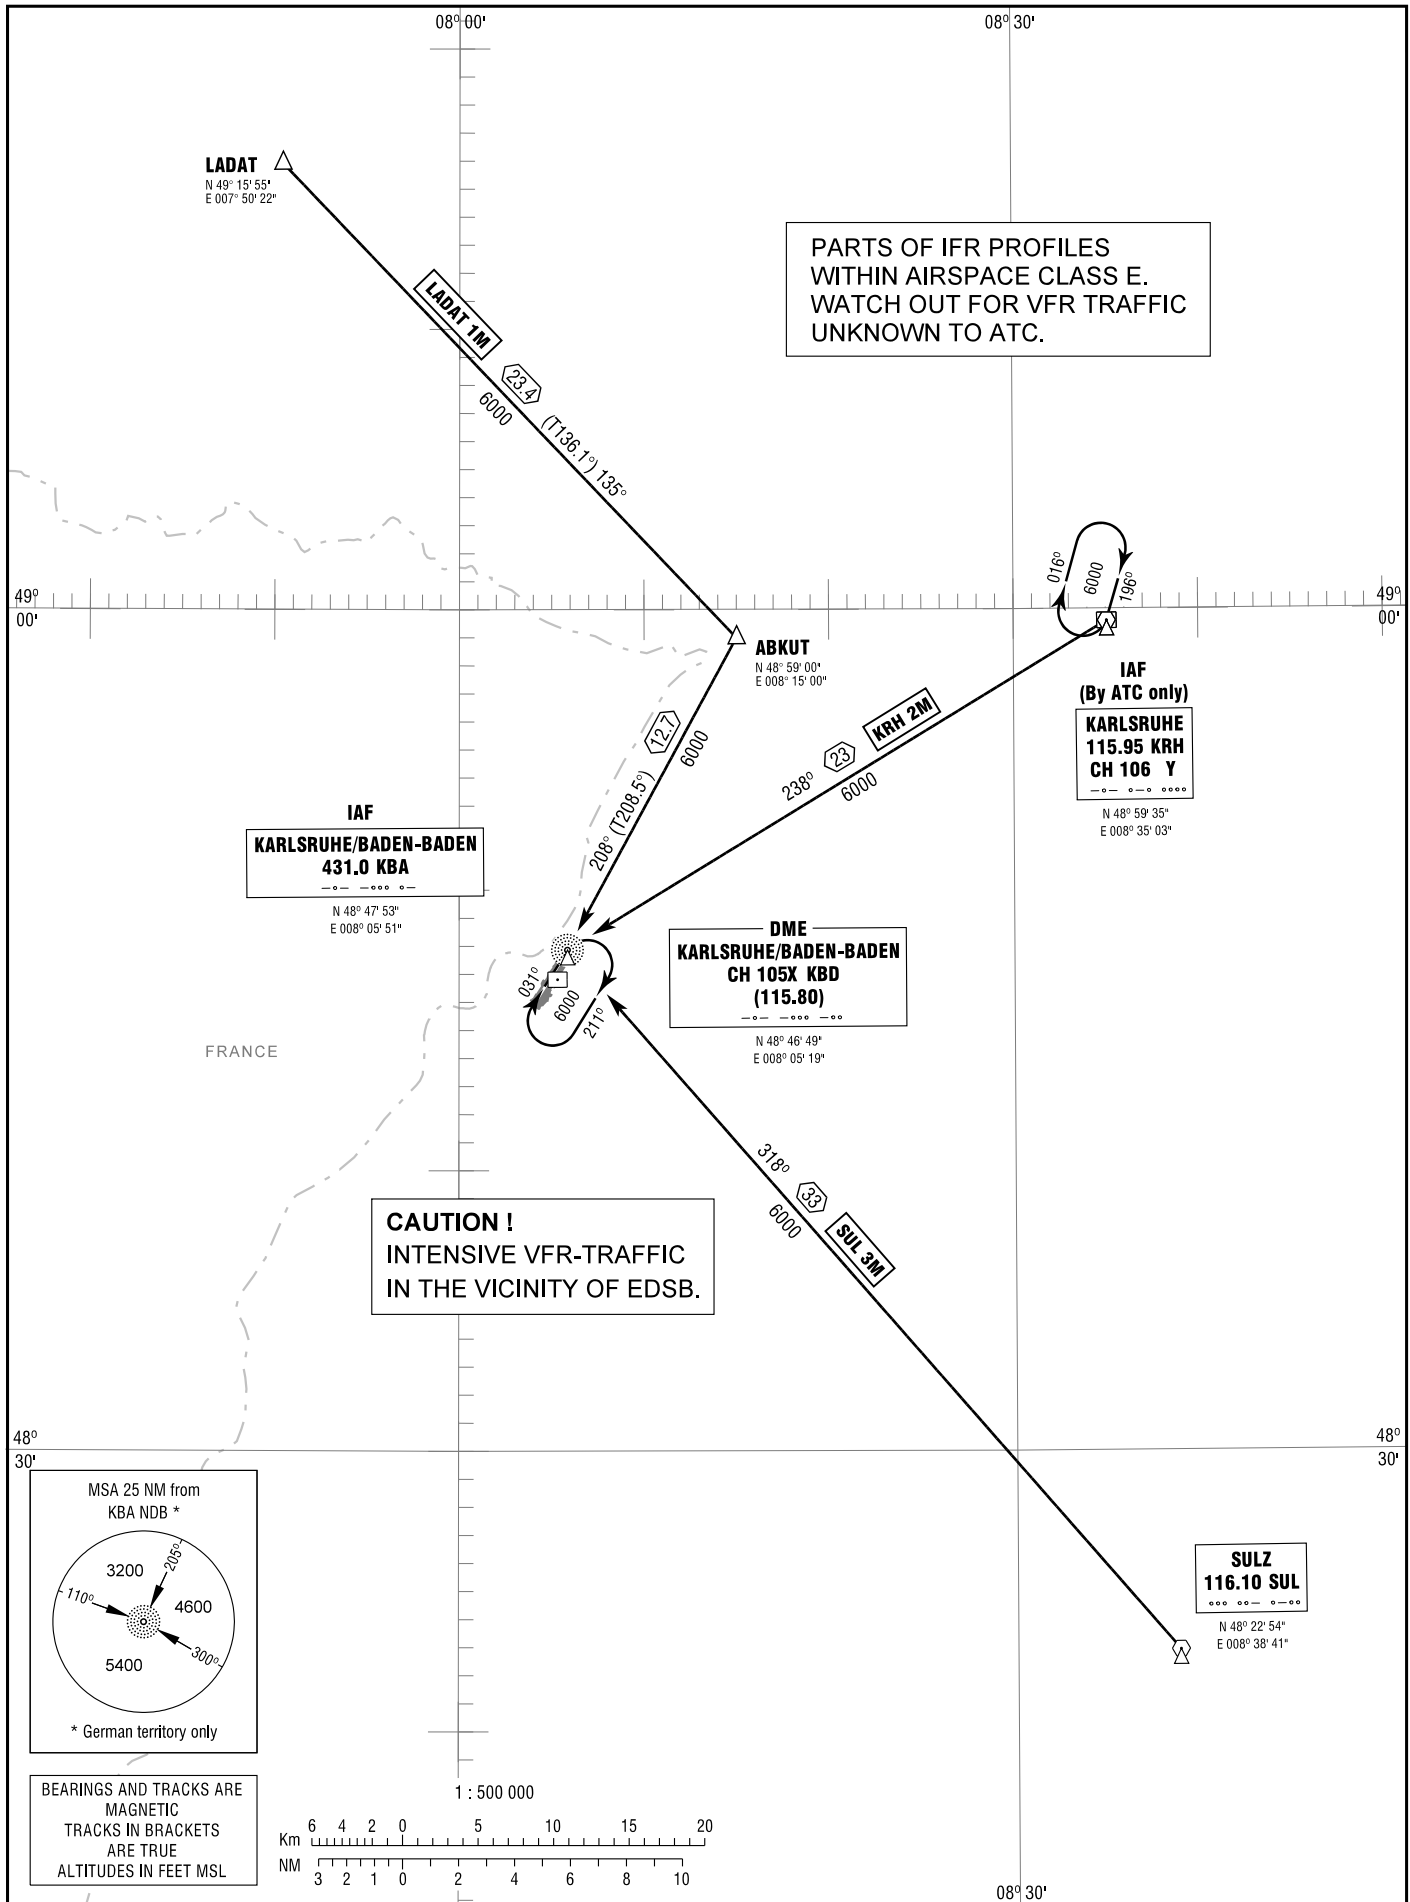 08° 00'
08° 30'
LADAT
N 49° 15' 55"
E 007° 50' 22"
PARTS OF IFR PROFILES
WITHIN AIRSPACE CLASS E.
WATCH OUT FOR VFR TRAFFIC
UNKNOWN TO ATC.
LADAT 1M
23.4
6000
(T136.1°) 135°
016°
6000
196°
49°
00'
49°
00'
ABKUT
N 48° 59' 00"
E 008° 15' 00"
IAF
(By ATC only)
KARLSRUHE
115.95 KRH
CH 106 Y
N 48° 59' 35"
E 008° 35' 03"
KRH 2M
23
238°
6000
12.7
6000
208° (T208.5°)
IAF
KARLSRUHE/BADEN-BADEN
431.0 KBA
N 48° 47' 53"
E 008° 05' 51"
DME
KARLSRUHE/BADEN-BADEN
CH 105X KBD
(115.80)
N 48° 46' 49"
E 008° 05' 19"
031°
6000
211°
FRANCE
318°
33
6000
SUL 3M
CAUTION !
INTENSIVE VFR-TRAFFIC
IN THE VICINITY OF EDSB.
48°
30'
48°
30'
MSA 25 NM from
KBA NDB *
3200
205°
110°
4600
5400
300°
* German territory only
SULZ
116.10 SUL
N 48° 22' 54"
E 008° 38' 41"
BEARINGS AND TRACKS ARE
MAGNETIC
TRACKS IN BRACKETS
ARE TRUE
ALTITUDES IN FEET MSL
1 : 500 000
Km 6 4 2 0 5 10 15 20
NM 3 2 1 0 2 4 6 8 10
08° 30'